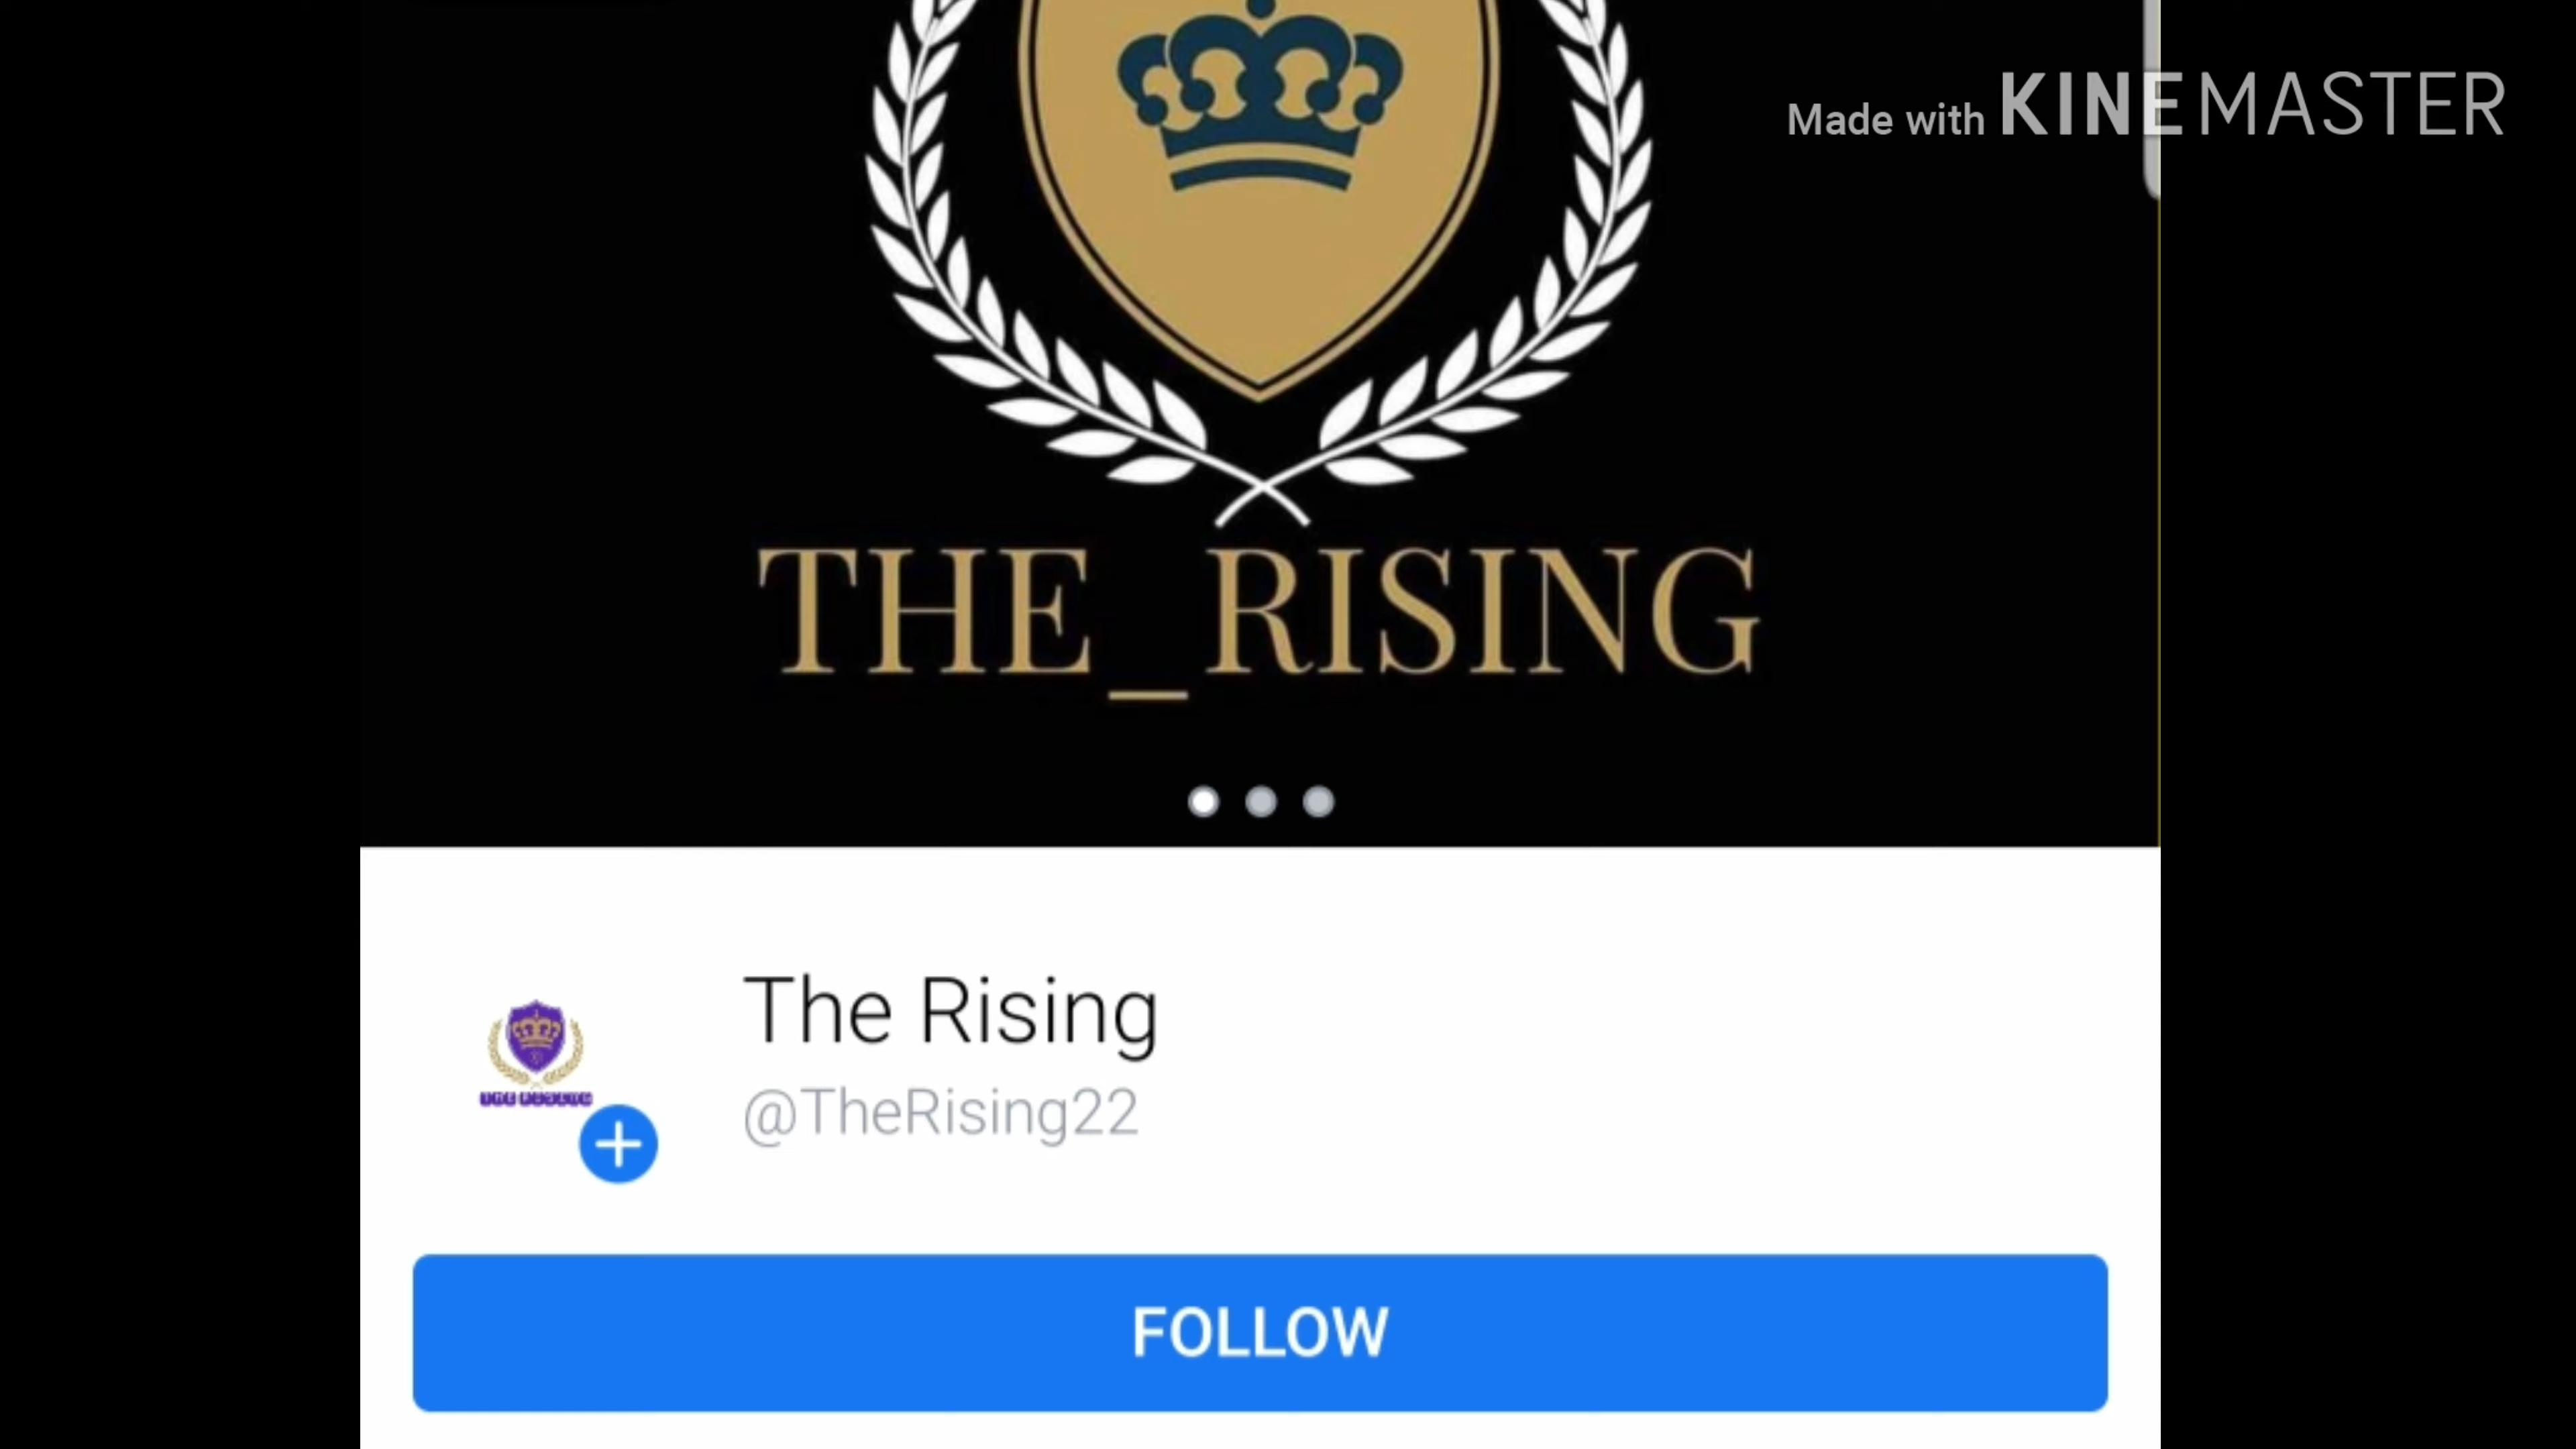 Made with KINEMASTER
THE_RISING
The Rising
@TheRising22
FOLLOW